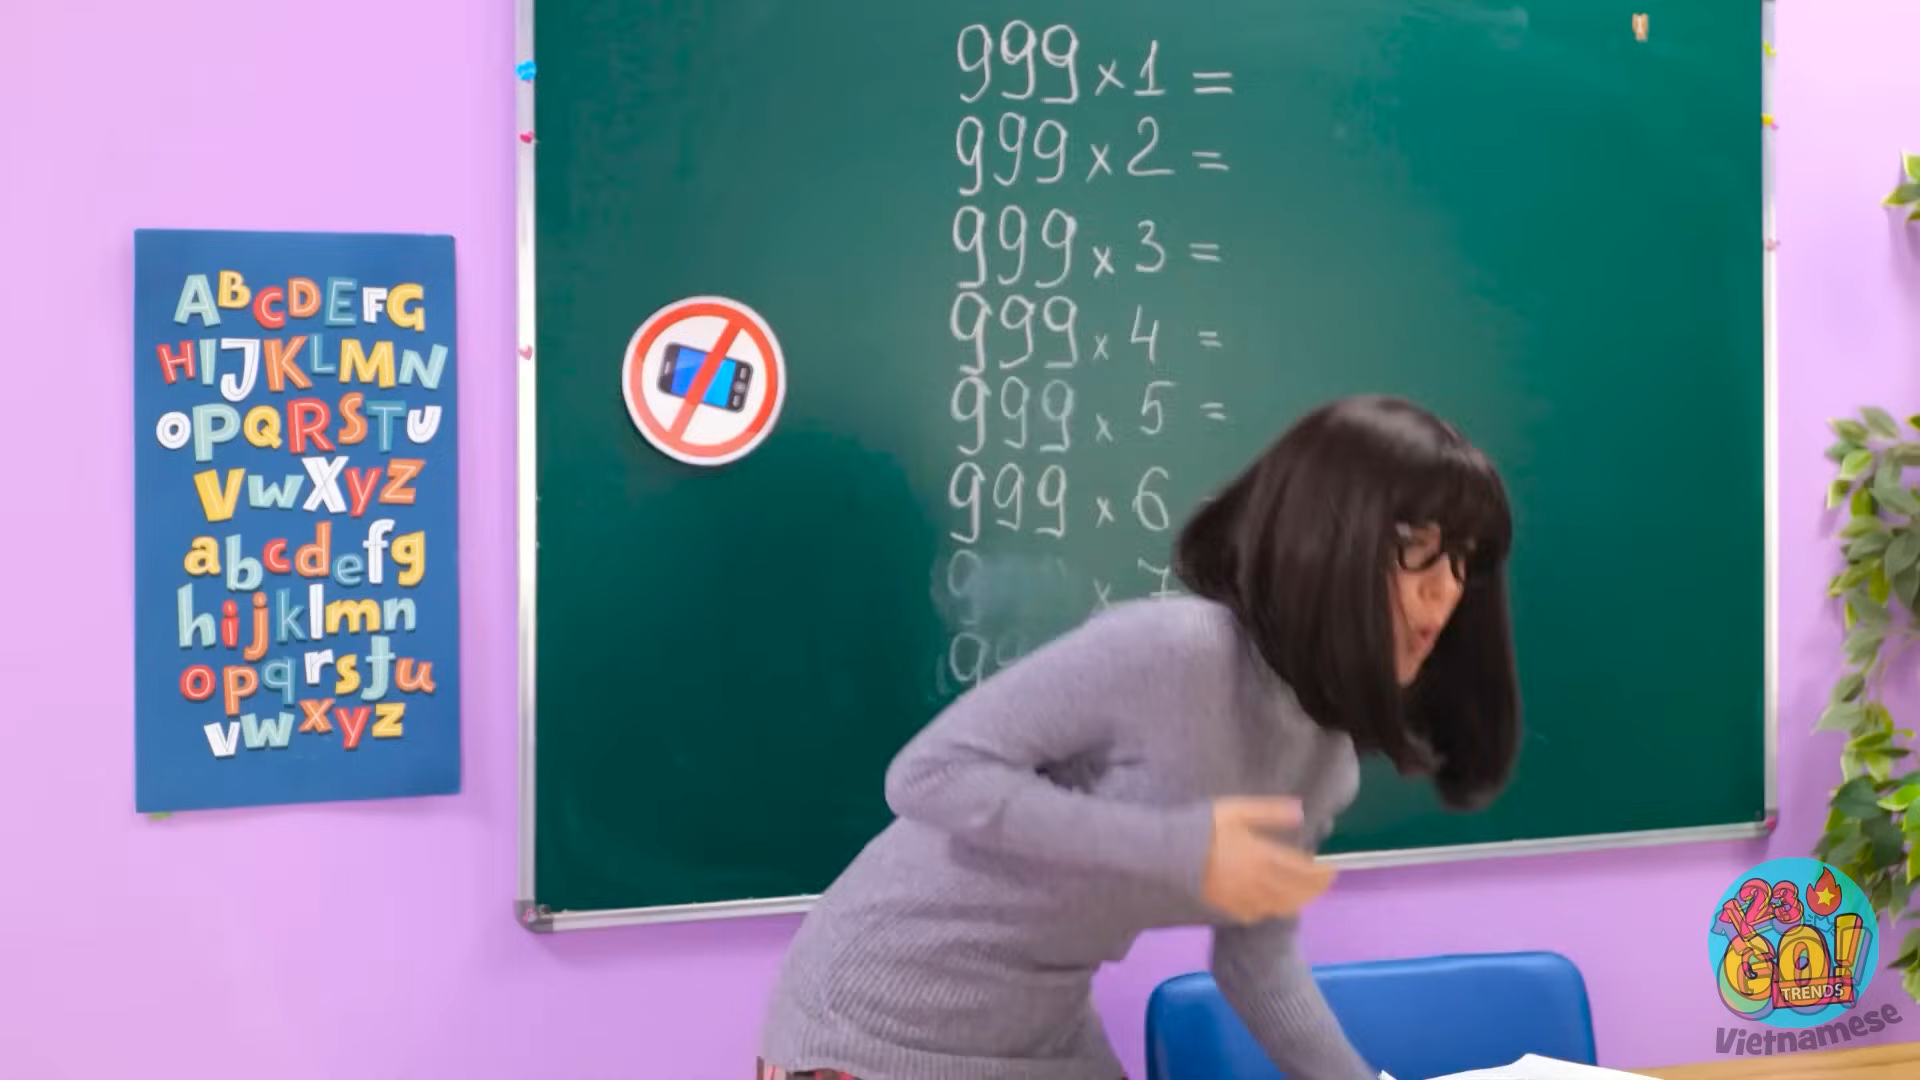 ABCDEFG
HIJKLMN
OPQRSTU
VWXYZ
abcdefg
hijklmn
opqrstu
vwxyz
999 x 1 =
999 x 2 =
999 x 3 =
999 x 4 =
999 x 5 =
999 x 6
x 7
123
GO!
TRENDS
Vietnamese